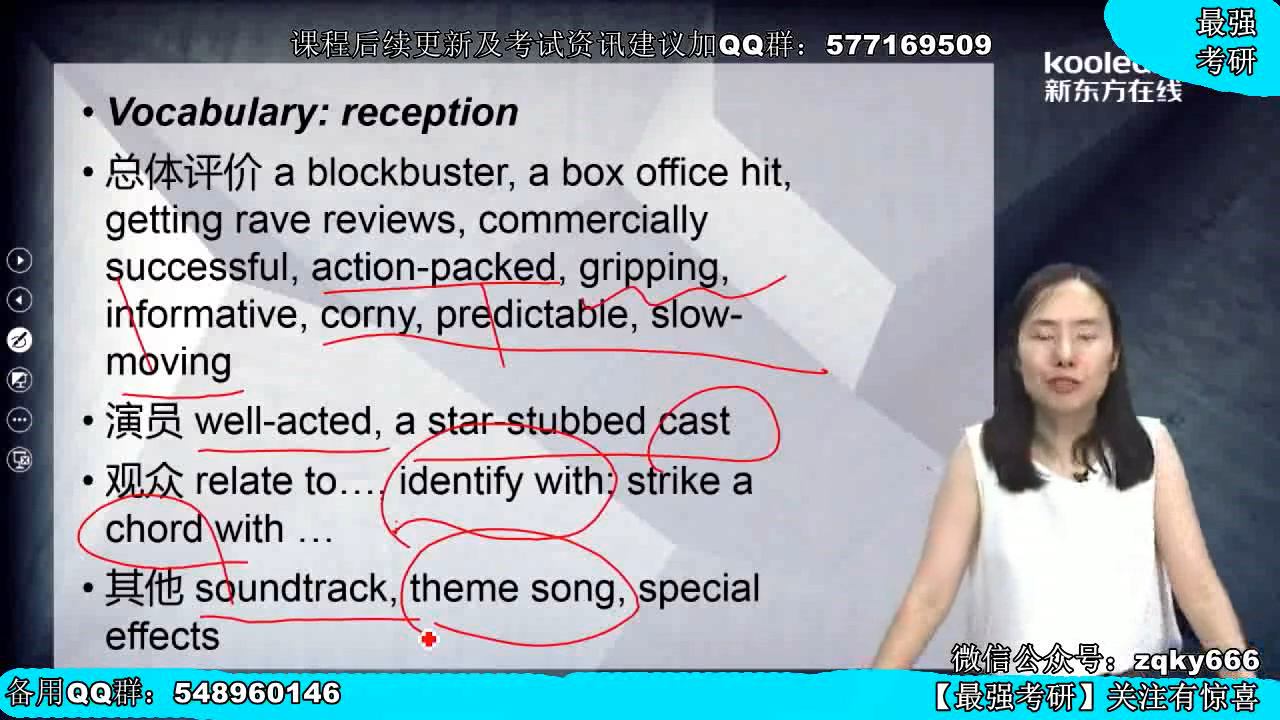 课程后续更新及考试资讯建议加QQ群：577169509
最强
考研
koole
新东方在线
• Vocabulary: reception
• 总体评价 a blockbuster, a box office hit,
getting rave reviews, commercially
successful, action-packed, gripping,
informative, corny, predictable, slow-
moving
• 演员 well-acted, a star-stubbed cast
• 观众 relate to…, identify with: strike a
chord with …
• 其他 soundtrack, theme song, special
effects
微信公众号：zqky666
备用QQ群：548960146
【最强考研】关注有惊喜